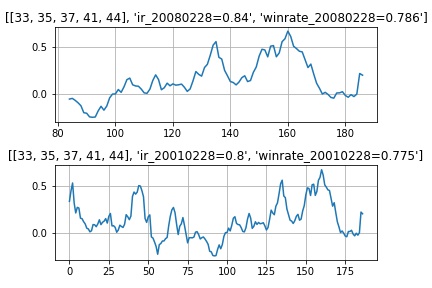 [[33, 35, 37, 41, 44], 'ir_20080228=0.84', 'winrate_20080228=0.786']
0.5
0.0
80 100 120 140 160 180
[[33, 35, 37, 41, 44], 'ir_20010228=0.8', 'winrate_20010228=0.775']
0.5
0.0
0 25 50 75 100 125 150 175